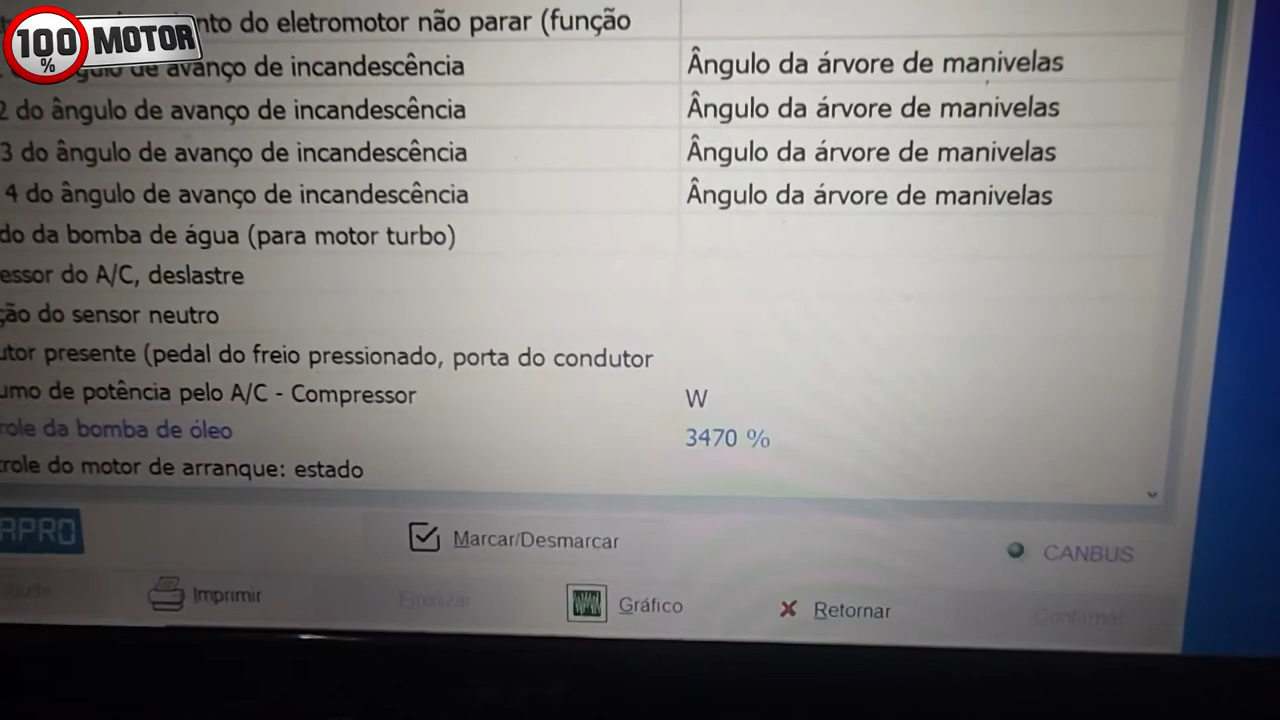 100% MOTOR
nto do eletromotor não parar (função
de avanço de incandescência Ângulo da árvore de manivelas
2 do ângulo de avanço de incandescência Ângulo da árvore de manivelas
3 do ângulo de avanço de incandescência Ângulo da árvore de manivelas
4 do ângulo de avanço de incandescência Ângulo da árvore de manivelas
do da bomba de água (para motor turbo)
essor do A/C, deslastre
ção do sensor neutro
utor presente (pedal do freio pressionado, porta do condutor
umo de potência pelo A/C - Compressor W
role da bomba de óleo 3470 %
trole do motor de arranque: estado
APRO
Marcar/Desmarcar
CANBUS
Imprimir
Gráfico
Retornar
Confirmar